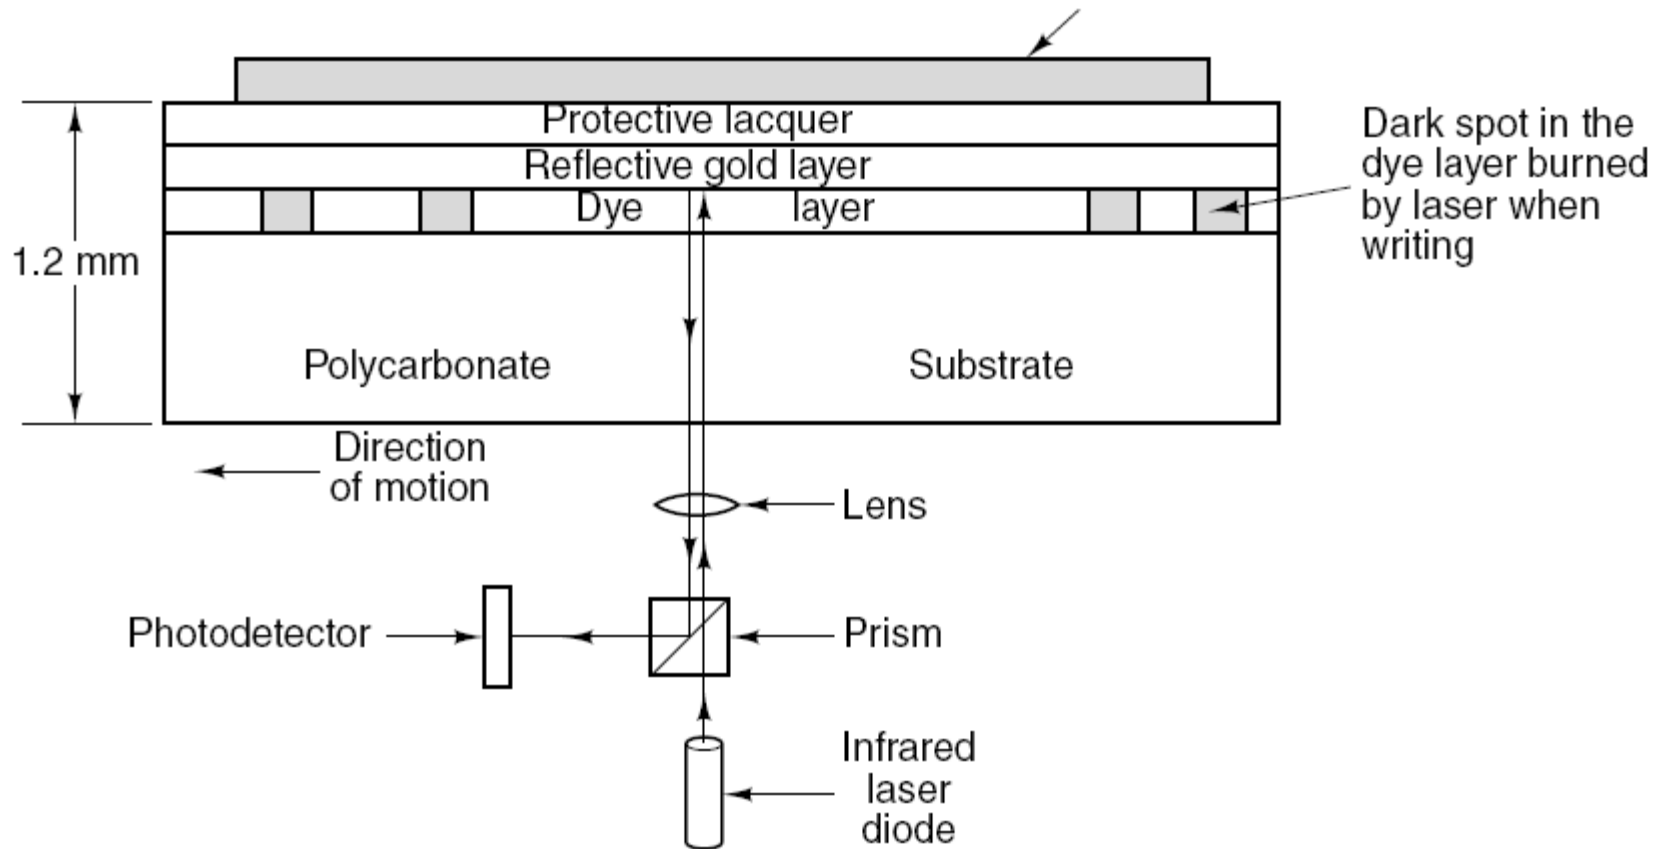 Protective lacquer
Reflective gold layer
Dye layer
Dark spot in the
dye layer burned
by laser when
writing
1.2 mm
Polycarbonate
Substrate
Direction
of motion
Lens
Photodetector
Prism
Infrared
laser
diode